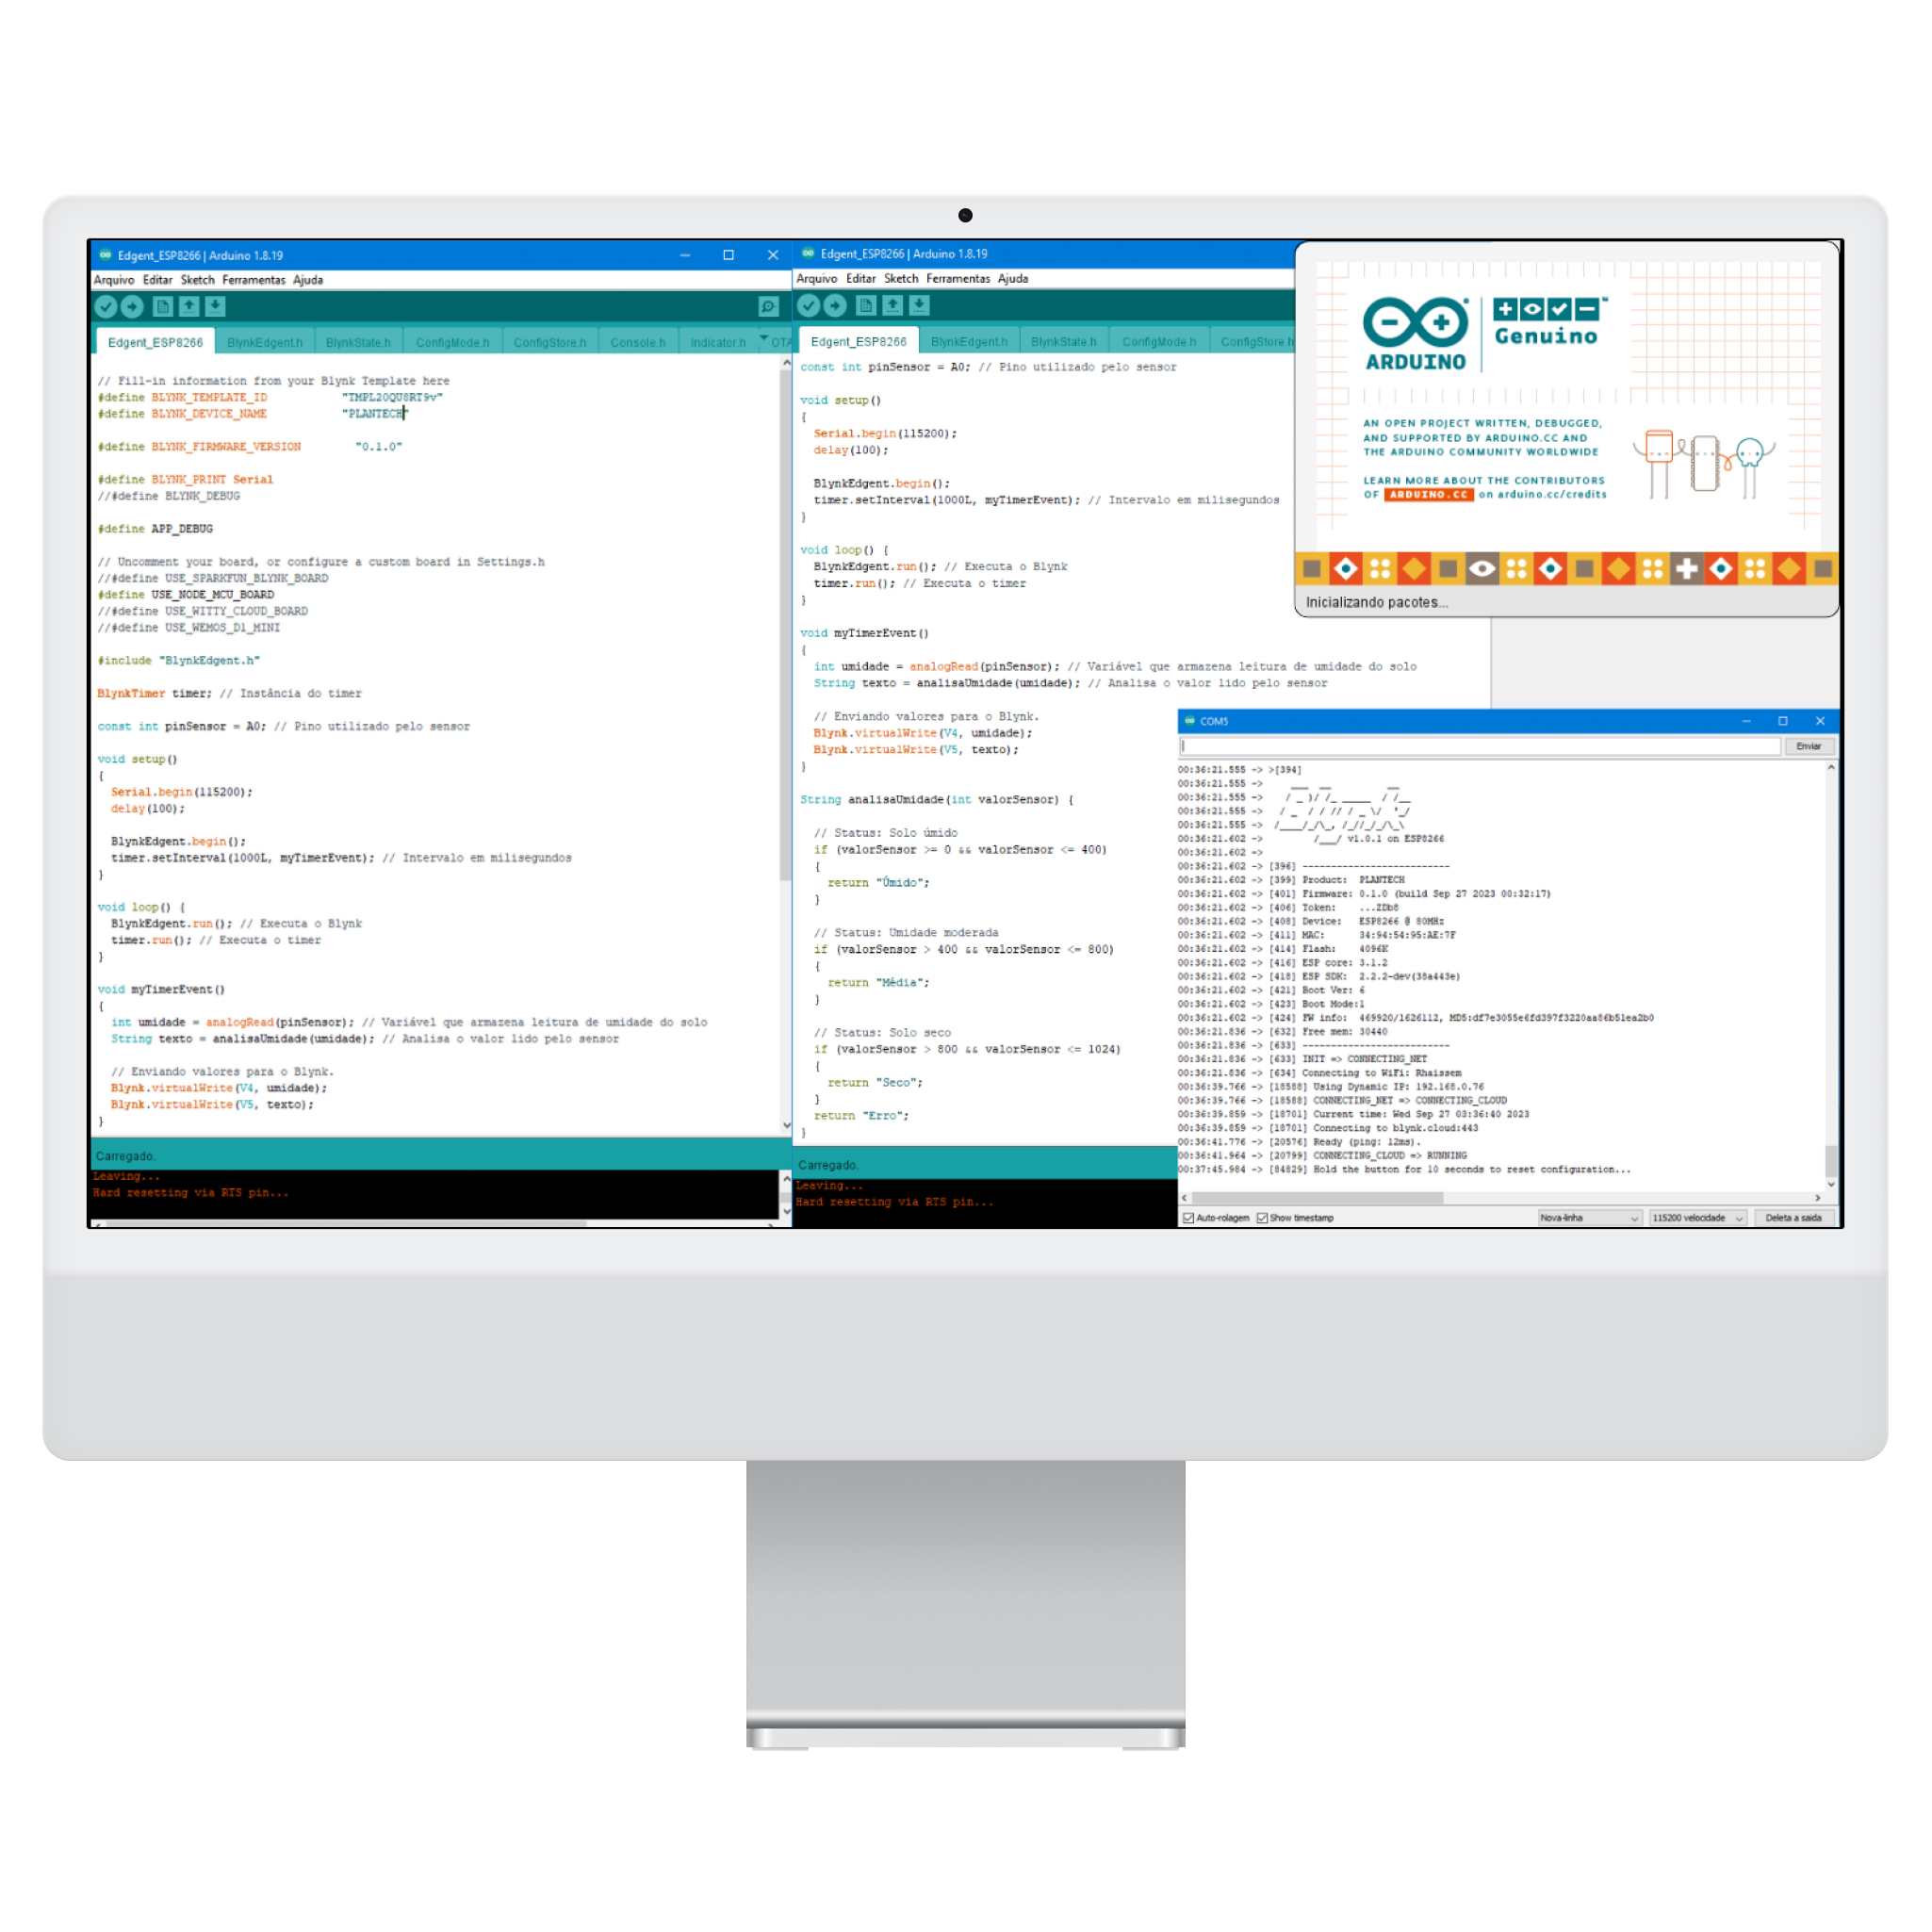 Edgent_ESP8266 | Arduino 1.8.19
Arquivo Editar Sketch Ferramentas Ajuda
Edgent_ESP8266 BlynkEdgent.h BlynkState.h ConfigMode.h ConfigStore.h Console.h Indicator.h OTA
// Fill-in information from your Blynk Template here
#define BLYNK_TEMPLATE_ID "TMPL20QU8RT9v"
#define BLYNK_DEVICE_NAME "PLANTECH"
#define BLYNK_FIRMWARE_VERSION "0.1.0"
#define BLYNK_PRINT Serial
//#define BLYNK_DEBUG
#define APP_DEBUG
// Uncomment your board, or configure a custom board in Settings.h
//#define USE_SPARKFUN_BLYNK_BOARD
#define USE_NODE_MCU_BOARD
//#define USE_WITTY_CLOUD_BOARD
//#define USE_WEMOS_D1_MINI
#include "BlynkEdgent.h"
BlynkTimer timer; // Instância do timer
const int pinSensor = A0; // Pino utilizado pelo sensor
void setup()
{
Serial.begin(115200);
delay(100);
BlynkEdgent.begin();
timer.setInterval(1000L, myTimerEvent); // Intervalo em milisegundos
}
void loop() {
BlynkEdgent.run(); // Executa o Blynk
timer.run(); // Executa o timer
}
void myTimerEvent()
{
int umidade = analogRead(pinSensor); // Variável que armazena leitura de umidade do solo
String texto = analisaUmidade(umidade); // Analisa o valor lido pelo sensor
// Enviando valores para o Blynk.
Blynk.virtualWrite(V4, umidade);
Blynk.virtualWrite(V5, texto);
}
Carregado.
Leaving...
Hard resetting via RTS pin...
Edgent_ESP8266 | Arduino 1.8.19
Arquivo Editar Sketch Ferramentas Ajuda
Edgent_ESP8266 BlynkEdgent.h BlynkState.h ConfigMode.h ConfigStore.h
const int pinSensor = A0; // Pino utilizado pelo sensor
void setup()
{
Serial.begin(115200);
delay(100);
BlynkEdgent.begin();
timer.setInterval(1000L, myTimerEvent); // Intervalo em milisegundos
}
void loop() {
BlynkEdgent.run(); // Executa o Blynk
timer.run(); // Executa o timer
}
void myTimerEvent()
{
int umidade = analogRead(pinSensor); // Variável que armazena leitura de umidade do solo
String texto = analisaUmidade(umidade); // Analisa o valor lido pelo sensor
// Enviando valores para o Blynk.
Blynk.virtualWrite(V4, umidade);
Blynk.virtualWrite(V5, texto);
}
String analisaUmidade(int valorSensor) {
// Status: Solo úmido
if (valorSensor >= 0 && valorSensor <= 400)
{
return "Úmido";
}
// Status: Umidade moderada
if (valorSensor > 400 && valorSensor <= 800)
{
return "Média";
}
// Status: Solo seco
if (valorSensor > 800 && valorSensor <= 1024)
{
return "Seco";
}
return "Erro";
}
Carregado.
Leaving...
Hard resetting via RTS pin...
ARDUINO
Genuino
AN OPEN PROJECT WRITTEN, DEBUGGED,
AND SUPPORTED BY ARDUINO.CC AND
THE ARDUINO COMMUNITY WORLDWIDE
LEARN MORE ABOUT THE CONTRIBUTORS
OF ARDUINO.CC on arduino.cc/credits
Inicializando pacotes...
COM5
Enviar
00:36:21.555 -> >[394]
00:36:21.555 ->
00:36:21.555 -> / _ )/ /_ _____ / /__
00:36:21.555 -> / _ / / // / _ \/ '_/
00:36:21.555 -> /____/_/\_, /_//_/_/\_\
00:36:21.602 -> /___/ v1.0.1 on ESP8266
00:36:21.602 ->
00:36:21.602 -> [396] --------------------------
00:36:21.602 -> [399] Product: PLANTECH
00:36:21.602 -> [401] Firmware: 0.1.0 (build Sep 27 2023 00:32:17)
00:36:21.602 -> [406] Token: ...ZDb8
00:36:21.602 -> [408] Device: ESP8266 @ 80MHz
00:36:21.602 -> [411] MAC: 34:94:54:95:AE:7F
00:36:21.602 -> [414] Flash: 4096K
00:36:21.602 -> [416] ESP core: 3.1.2
00:36:21.602 -> [418] ESP SDK: 2.2.2-dev(38a443e)
00:36:21.602 -> [421] Boot Ver: 6
00:36:21.602 -> [423] Boot Mode:1
00:36:21.602 -> [424] FW info: 469920/1626112, MD5:df7e3055e6fd397f3220aa86b51ea2b0
00:36:21.836 -> [632] Free mem: 30440
00:36:21.836 -> [633] --------------------------
00:36:21.836 -> [633] INIT => CONNECTING_NET
00:36:21.836 -> [634] Connecting to WiFi: Rhaissem
00:36:39.766 -> [18588] Using Dynamic IP: 192.168.0.76
00:36:39.766 -> [18588] CONNECTING_NET => CONNECTING_CLOUD
00:36:39.859 -> [18701] Current time: Wed Sep 27 03:36:40 2023
00:36:39.859 -> [18701] Connecting to blynk.cloud:443
00:36:41.776 -> [20576] Ready (ping: 12ms).
00:36:41.964 -> [20799] CONNECTING_CLOUD => RUNNING
00:37:45.984 -> [84829] Hold the button for 10 seconds to reset configuration...
Auto-rolagem Show timestamp Nova-linha 115200 velocidade Deleta a saida